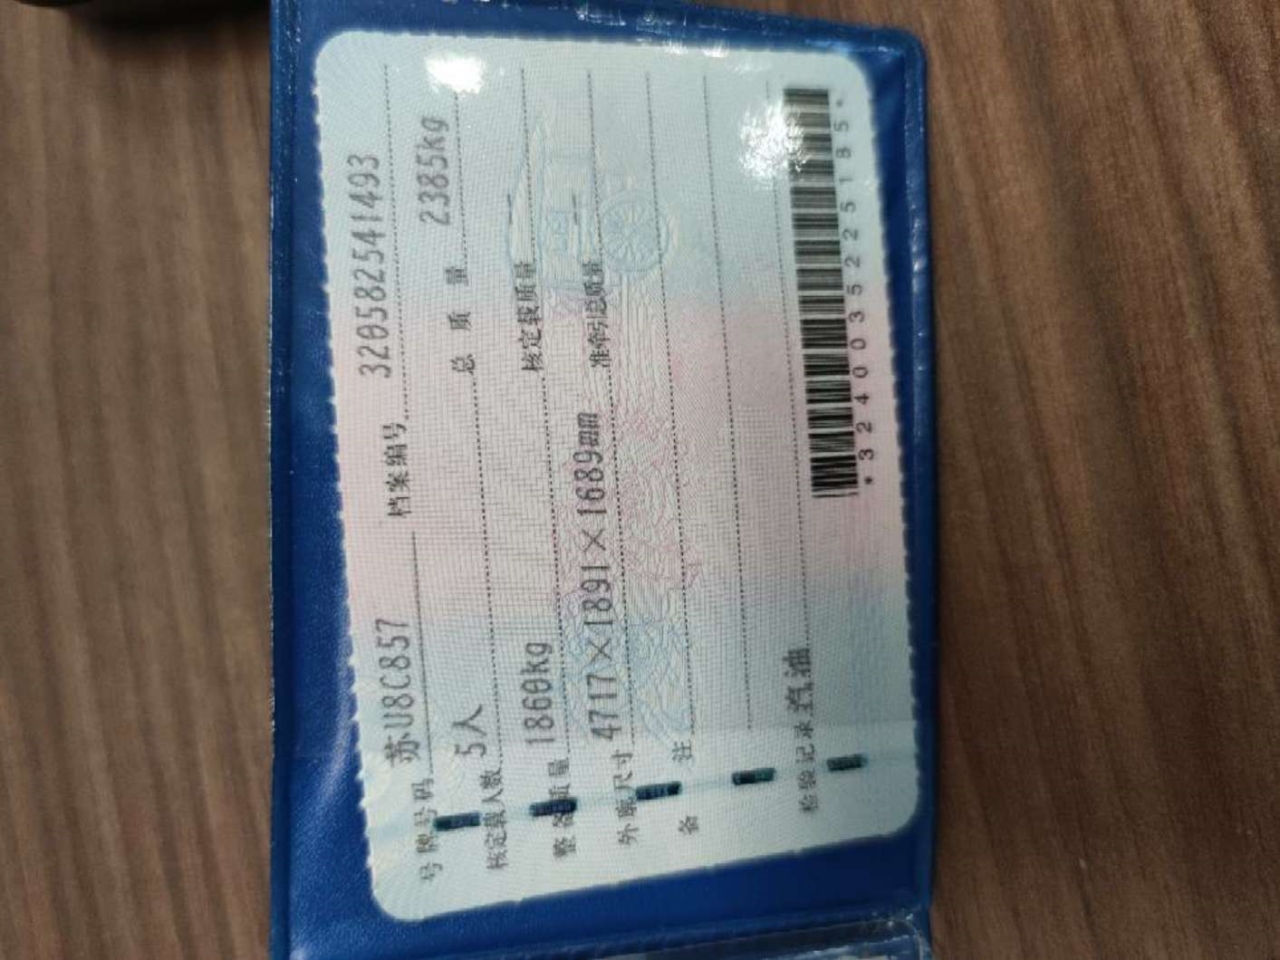 号牌号码 苏U8C857 档案编号 320582541493
核定载人数 5人 总质量 2385kg
整备质量 1860kg 核定载质量
外廓尺寸 4717×1891×1689mm 准牵引总质量
备注
检验记录 汽油
*3240035225185*